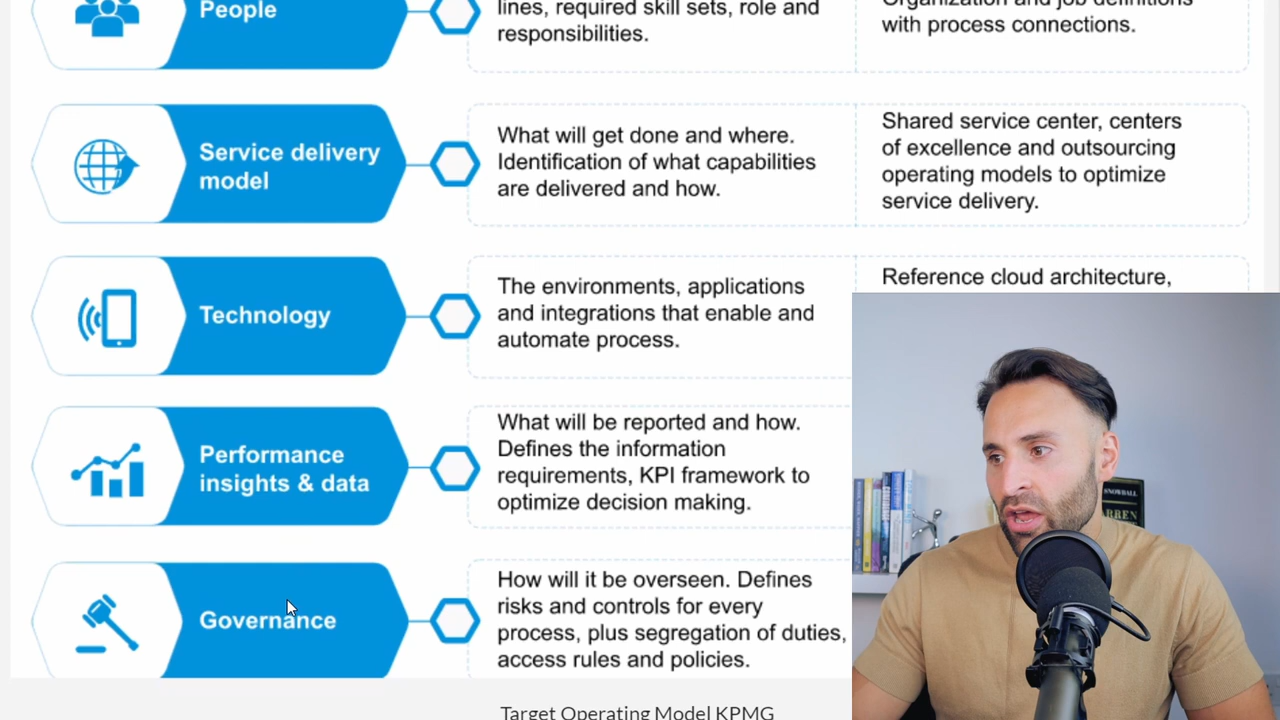 People
lines, required skill sets, role and
responsibilities.
Organization and job definitions
with process connections.
Service delivery
model
What will get done and where.
Identification of what capabilities
are delivered and how.
Shared service center, centers
of excellence and outsourcing
operating models to optimize
service delivery.
Technology
The environments, applications
and integrations that enable and
automate process.
Reference cloud architecture,
Performance
insights & data
What will be reported and how.
Defines the information
requirements, KPI framework to
optimize decision making.
Governance
How will it be overseen. Defines
risks and controls for every
process, plus segregation of duties,
access rules and policies.
Target Operating Model KPMG
SNOWBALL